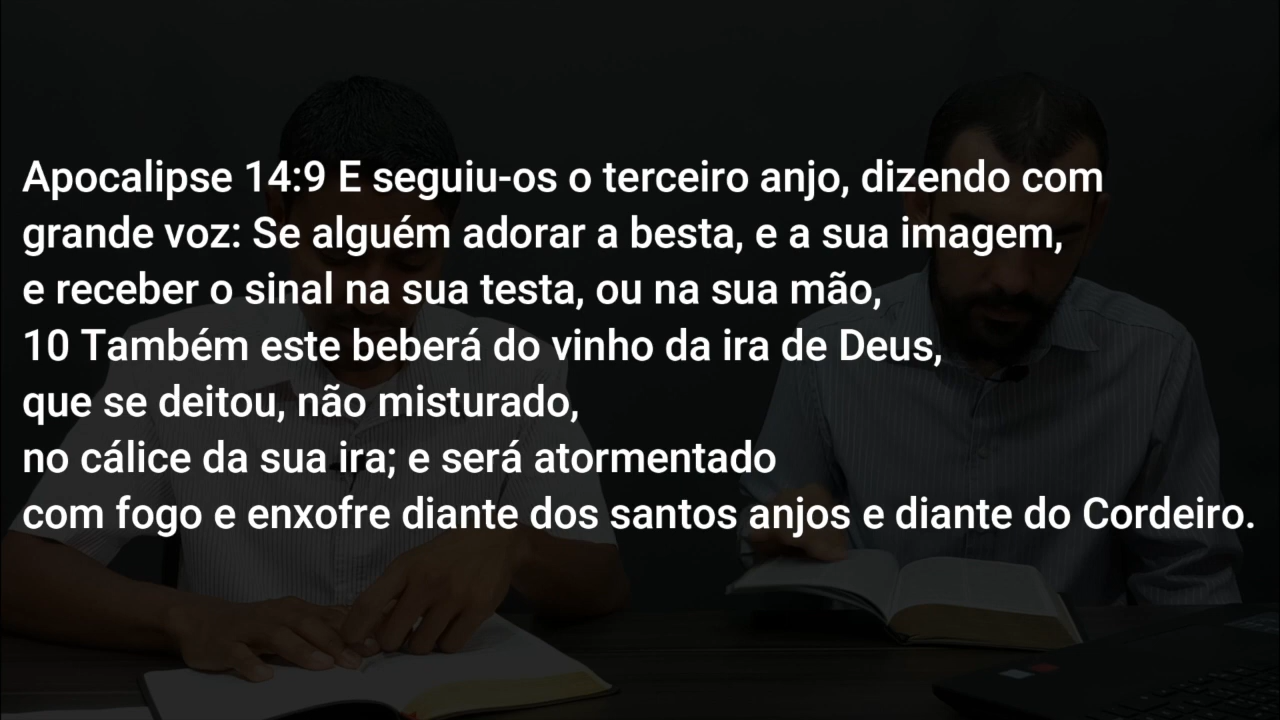 Apocalipse 14:9 E seguiu-os o terceiro anjo, dizendo com
grande voz: Se alguém adorar a besta, e a sua imagem,
e receber o sinal na sua testa, ou na sua mão,
10 Também este beberá do vinho da ira de Deus,
que se deitou, não misturado,
no cálice da sua ira; e será atormentado
com fogo e enxofre diante dos santos anjos e diante do Cordeiro.